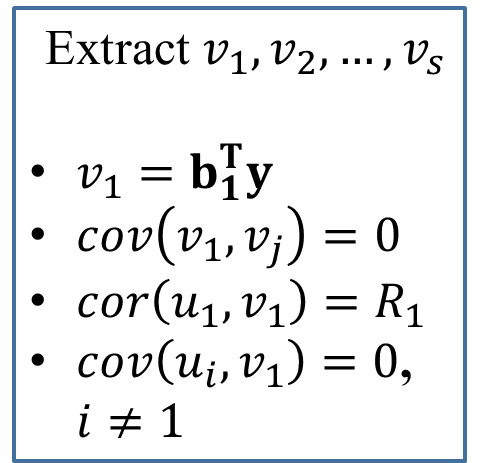 Extract v₁, v₂, … , vₛ
• v₁ = b₁ᵀy
• cov(v₁, vⱼ) = 0
• cor(u₁, v₁) = R₁
• cov(uᵢ, v₁) = 0,
i ≠ 1